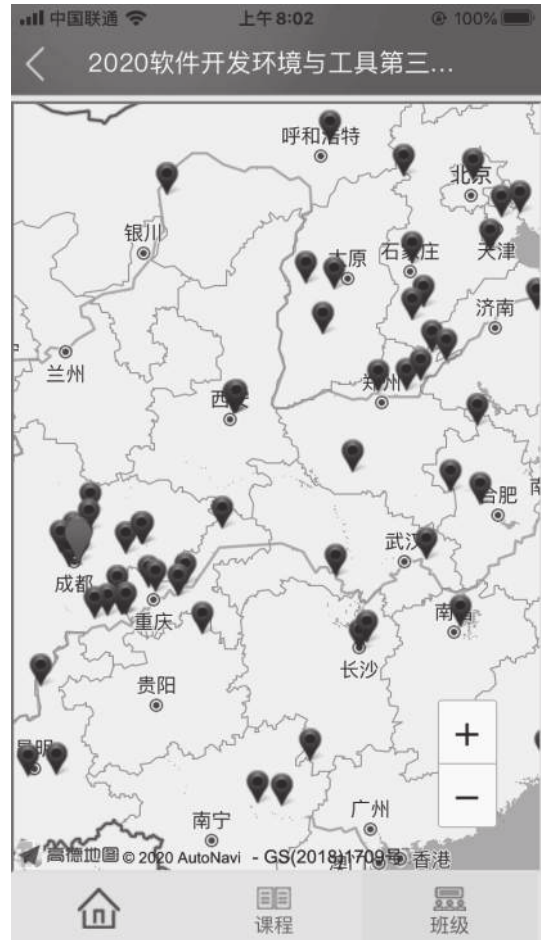 中国联通 上午8:02 100%
2020软件开发环境与工具第三...
呼和浩特
北京
银川
太原 石家庄 天津
济南
兰州
郑州
西安
合肥
武汉
成都
重庆
南昌
长沙
贵阳
+
昆明
−
广州
南宁
高德地图 © 2020 AutoNavi - GS(2018)1709号 香港
课程
班级